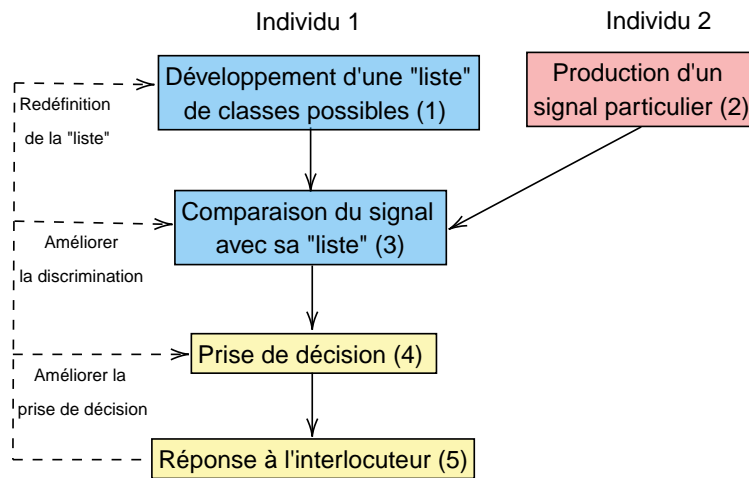 Individu 1
Individu 2
Développement d'une "liste"
de classes possibles (1)
Production d'un
signal particulier (2)
Redéfinition
de la "liste"
Comparaison du signal
avec sa "liste" (3)
Améliorer
la discrimination
Prise de décision (4)
Améliorer la
prise de décision
Réponse à l'interlocuteur (5)